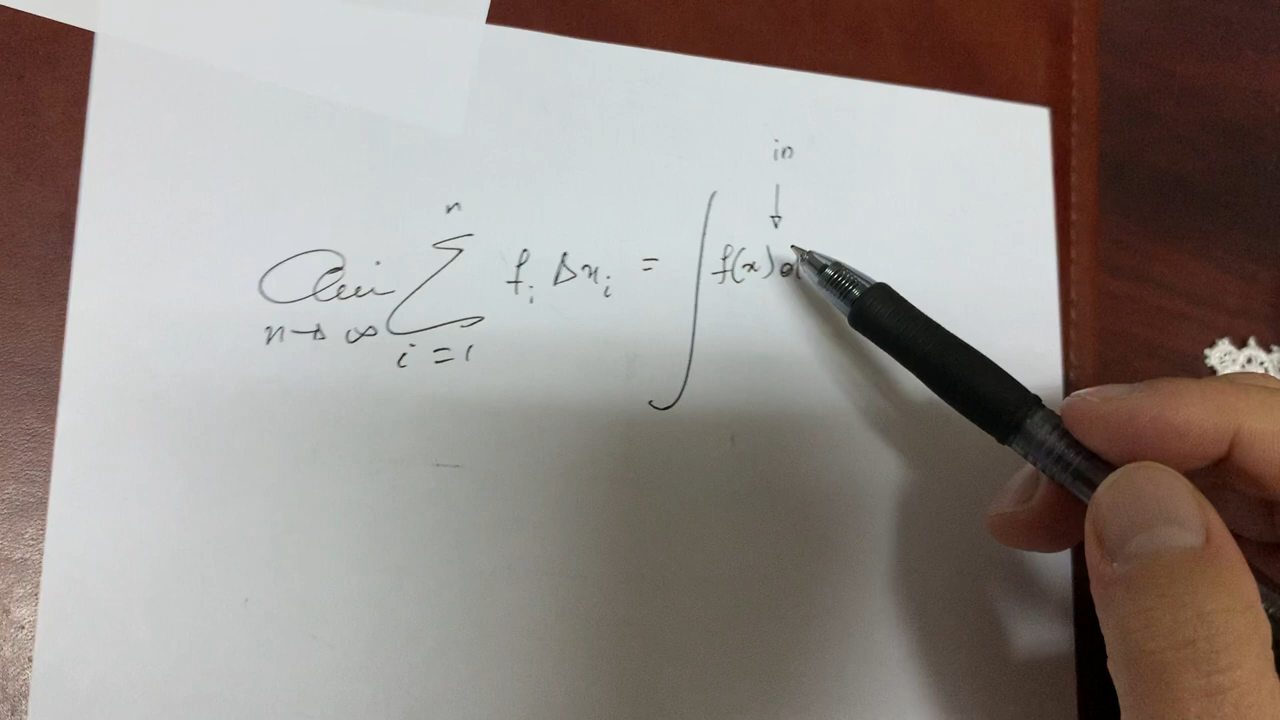 in
lim n→∞ n Σ i=1 f_i Δx_i = ∫ f(x) d